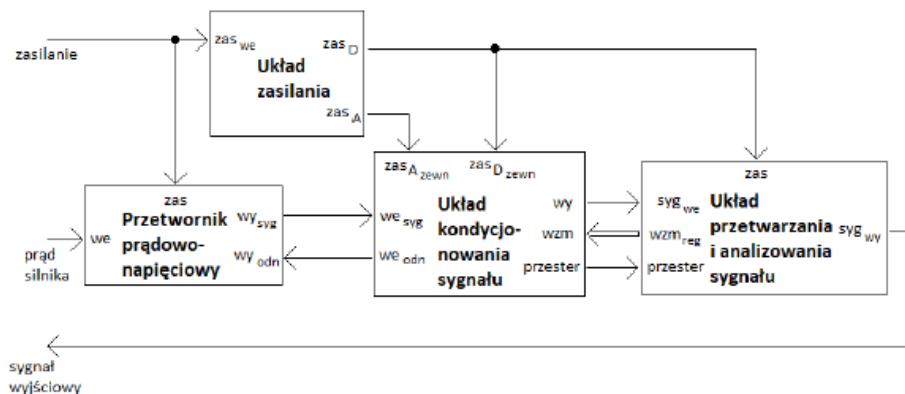 zasilanie
zas we
zas D
Układ
zasilania
zas A
zas
Przetwornik
prądowo-
napięciowy
we
wy syg
wy odn
prąd
silnika
zas A zewn
zas D zewn
Układ
kondycjo-
nowania
sygnału
we syg
we odn
wy
wzm
przester
zas
Układ
przetwarzania
i analizowania
sygnału
syg we
wzm reg
przester
syg wy
sygnał
wyjściowy